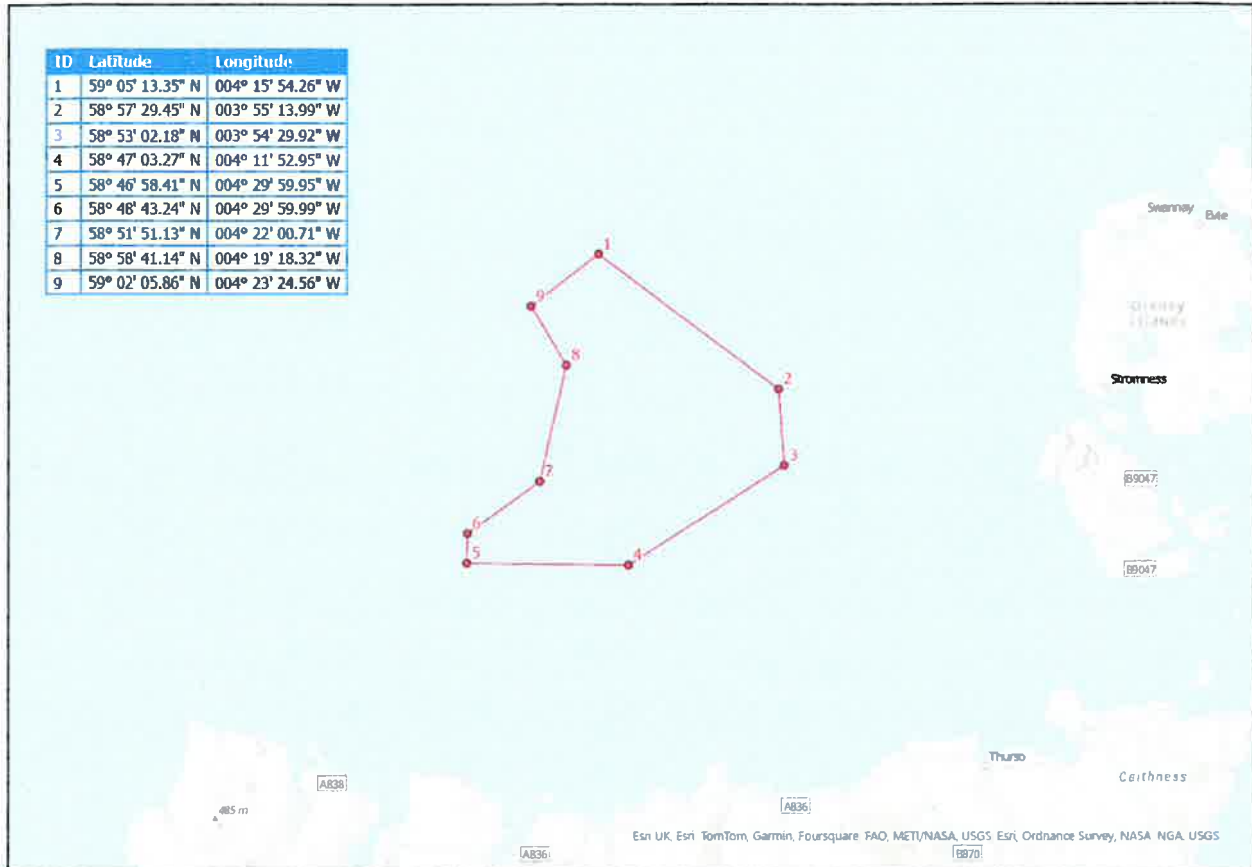 ID Latitude Longitude
1 59° 05' 13.35" N 004° 15' 54.26" W
2 58° 57' 29.45" N 003° 55' 13.99" W
3 58° 53' 02.18" N 003° 54' 29.92" W
4 58° 47' 03.27" N 004° 11' 52.95" W
5 58° 46' 58.41" N 004° 29' 59.95" W
6 58° 48' 43.24" N 004° 29' 59.99" W
7 58° 51' 51.13" N 004° 22' 00.71" W
8 58° 58' 41.14" N 004° 19' 18.32" W
9 59° 02' 05.86" N 004° 23' 24.56" W
Swannay
Evie
1
9
Orkney
Islands
8
2
Stromness
3
7
B9047
6
5
4
B9047
Thurso
Caithness
A838
485 m
A836
Esri UK, Esri, TomTom, Garmin, Foursquare, FAO, METI/NASA, USGS Esri, Ordnance Survey, NASA, NGA, USGS
A836
B870